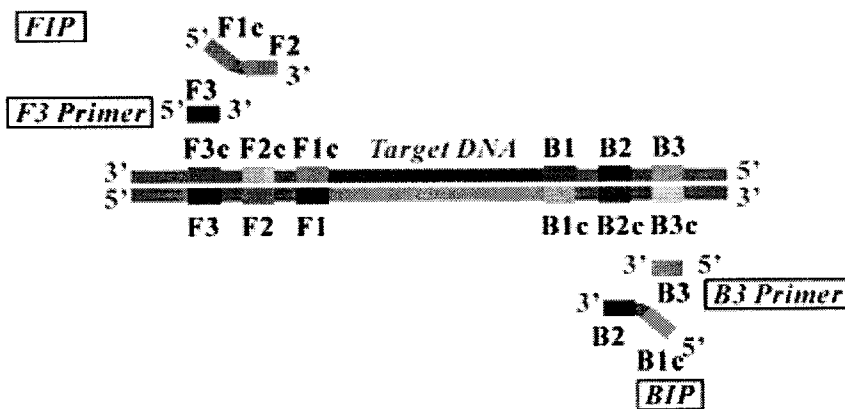 FIP
5' F1c F2 3'
F3 Primer 5' F3 3'
F3c F2c F1c Target DNA B1 B2 B3
3' 5'
5' 3'
F3 F2 F1 B1c B2c B3c
3' 5'
B3 B3 Primer
3' B2 5'
B1c
BIP